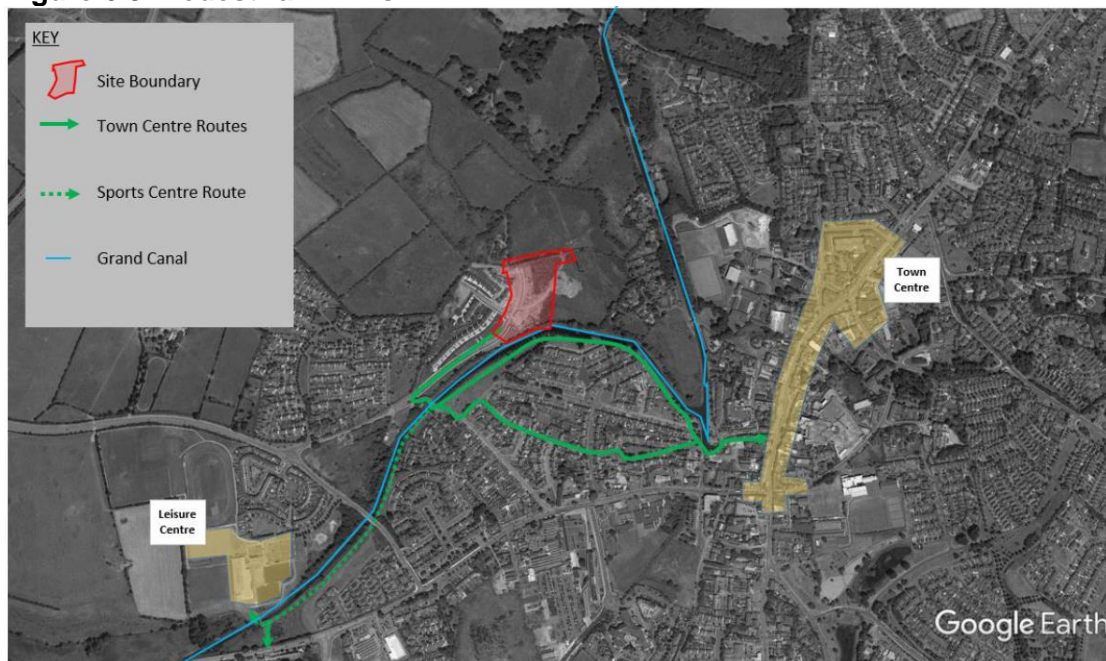 KEY
Site Boundary
Town Centre Routes
Sports Centre Route
Grand Canal
Town
Centre
Leisure
Centre
Google Earth